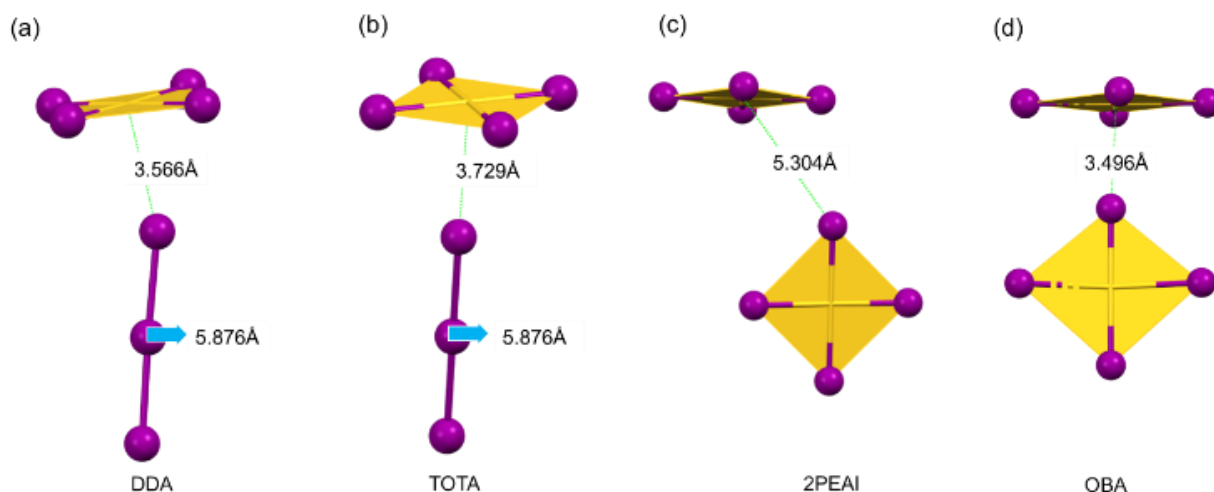 (a) (b) (c) (d)
3.566Å 3.729Å 5.304Å 3.496Å
5.876Å 5.876Å
DDA TOTA 2PEAI OBA